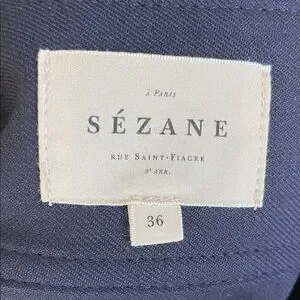 à Paris
SÉZANE
RUE SAINT-FIACRE
2e ARR.
36